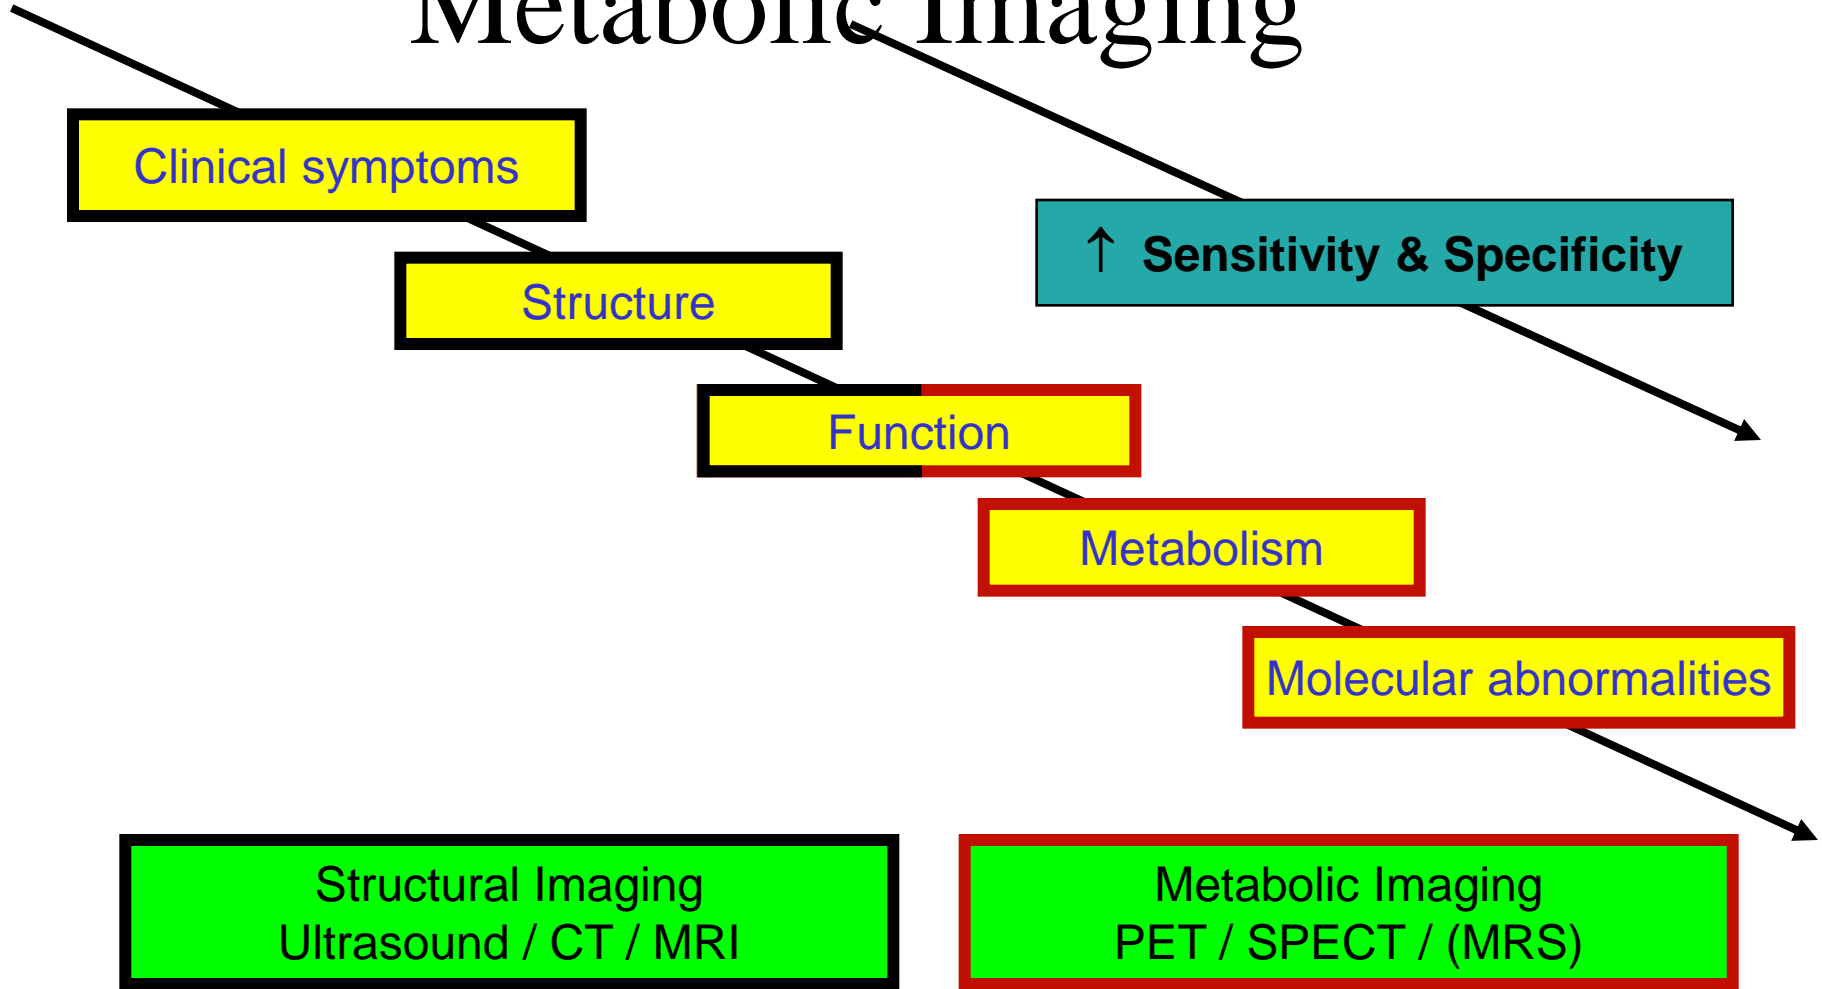 Metabolic Imaging
Clinical symptoms
↑ Sensitivity & Specificity
Structure
Function
Metabolism
Molecular abnormalities
Structural Imaging
Ultrasound / CT / MRI
Metabolic Imaging
PET / SPECT / (MRS)